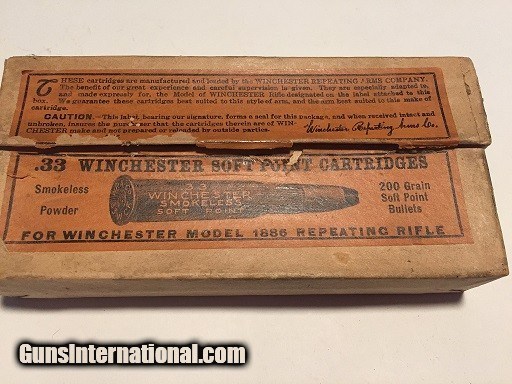 THESE cartridges are manufactured and loaded by the WINCHESTER REPEATING ARMS COMPANY.
The benefit of our great experience and careful supervision is given. They are especially adapted to,
and made expressly for, the Model of WINCHESTER Rifle designated on the label attached to this
box. We guarantee these cartridges best suited to this style of arm, and the arm best suited to this make of
cartridge.
CAUTION.—This label, bearing our signature, forms a seal for this package, and when received intact and
unbroken, insures the purchaser that the cartridges therein are of WIN-
CHESTER make and not prepared or reloaded by outside parties.
Winchester Repeating Arms Co.
.33 WINCHESTER SOFT POINT CARTRIDGES
Smokeless
Powder
.33
WINCHESTER
SMOKELESS
SOFT POINT
200 Grain
Soft Point
Bullets
FOR WINCHESTER MODEL 1886 REPEATING RIFLE
GunsInternational.com